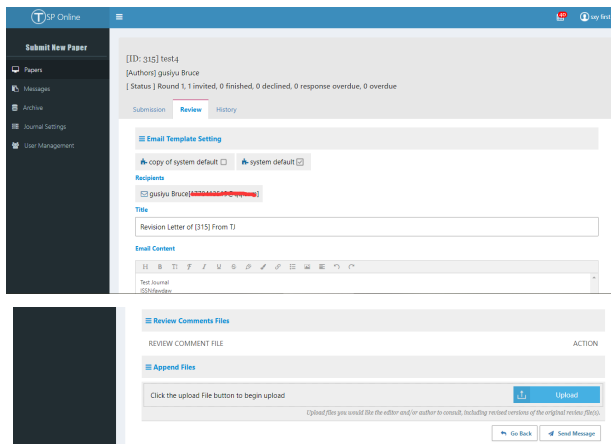 TSP Online
40
say first
Submit New Paper
Papers
Messages
Archive
Journal Settings
User Management
[ID: 315] test4
[Authors] gusiyu Bruce
[ Status ] Round 1, 1 invited, 0 finished, 0 declined, 0 response overdue, 0 overdue
Submission Review History
Email Template Setting
copy of system default system default
Recipients
gusiyu Bruce[
Title
Revision Letter of [315] From TJ
Email Content
Test Journal
ISSN:fawdaw
Review Comments Files
REVIEW COMMENT FILE ACTION
Append Files
Click the upload File button to begin upload Upload
Upload files you would like the editor and/or author to consult, including revised versions of the original review file(s).
Go Back Send Message